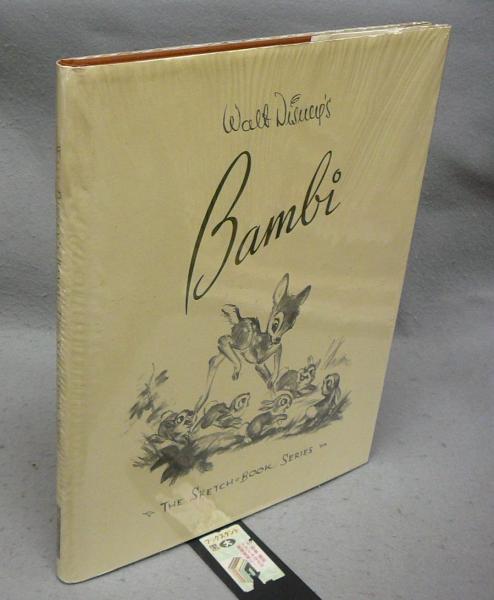 Walt Disney's
Bambi
THE SKETCH-BOOK SERIES